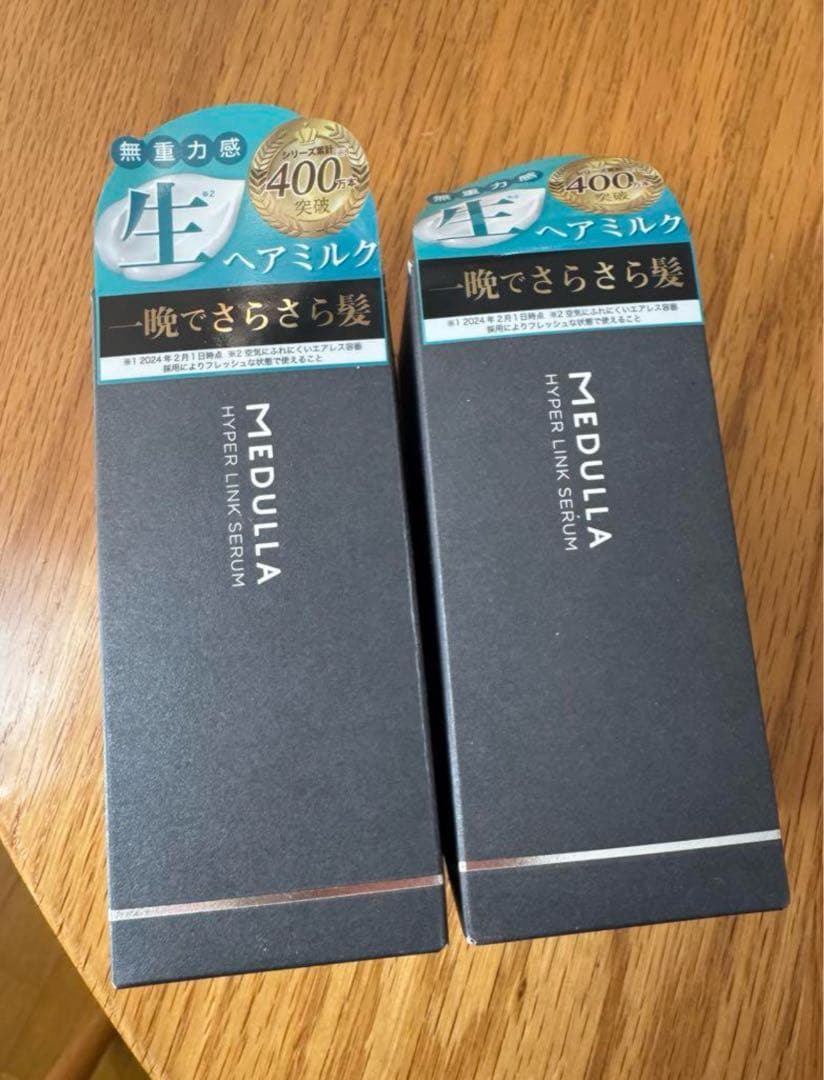 無重力感
シリーズ累計※1
400万本
突破
生※2
ヘアミルク
一晩でさらさら髪
※1 2024年2月1日時点 ※2 空気にふれにくいエアレス容器
採用によりフレッシュな状態で使えること
MEDULLA
HYPER LINK SERUM
無重力感
400万本
突破
生※2
ヘアミルク
一晩でさらさら髪
※1 2024年2月1日時点 ※2 空気にふれにくいエアレス容器
採用によりフレッシュな状態で使えること
MEDULLA
HYPER LINK SERUM